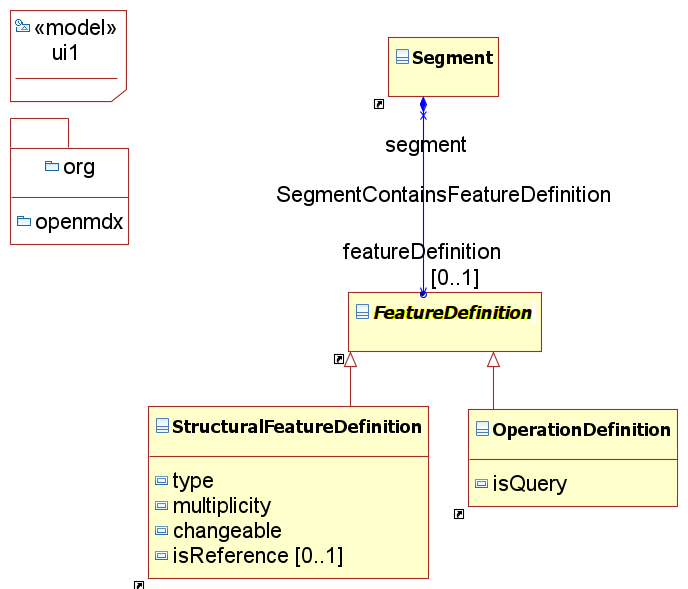 «model»
ui1
org
openmdx
Segment
segment
SegmentContainsFeatureDefinition
featureDefinition
[0..1]
FeatureDefinition
StructuralFeatureDefinition
type
multiplicity
changeable
isReference [0..1]
OperationDefinition
isQuery